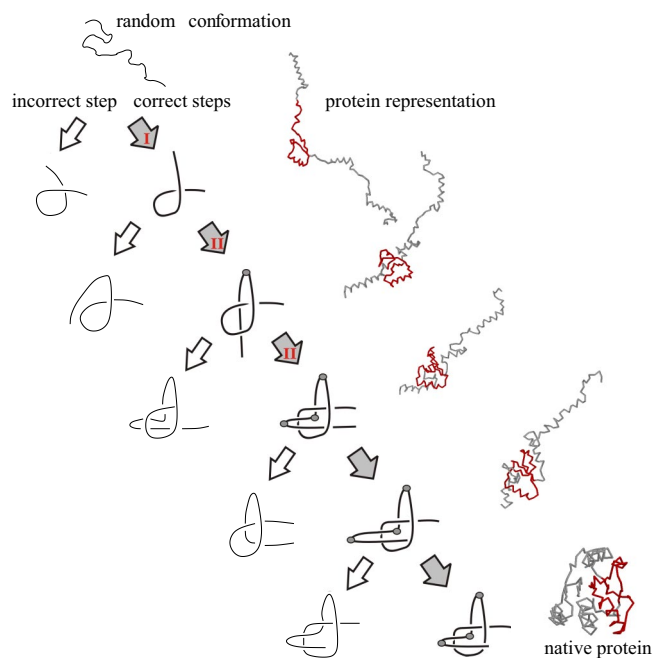 random conformation
incorrect step correct steps
protein representation
I
II
II
native protein